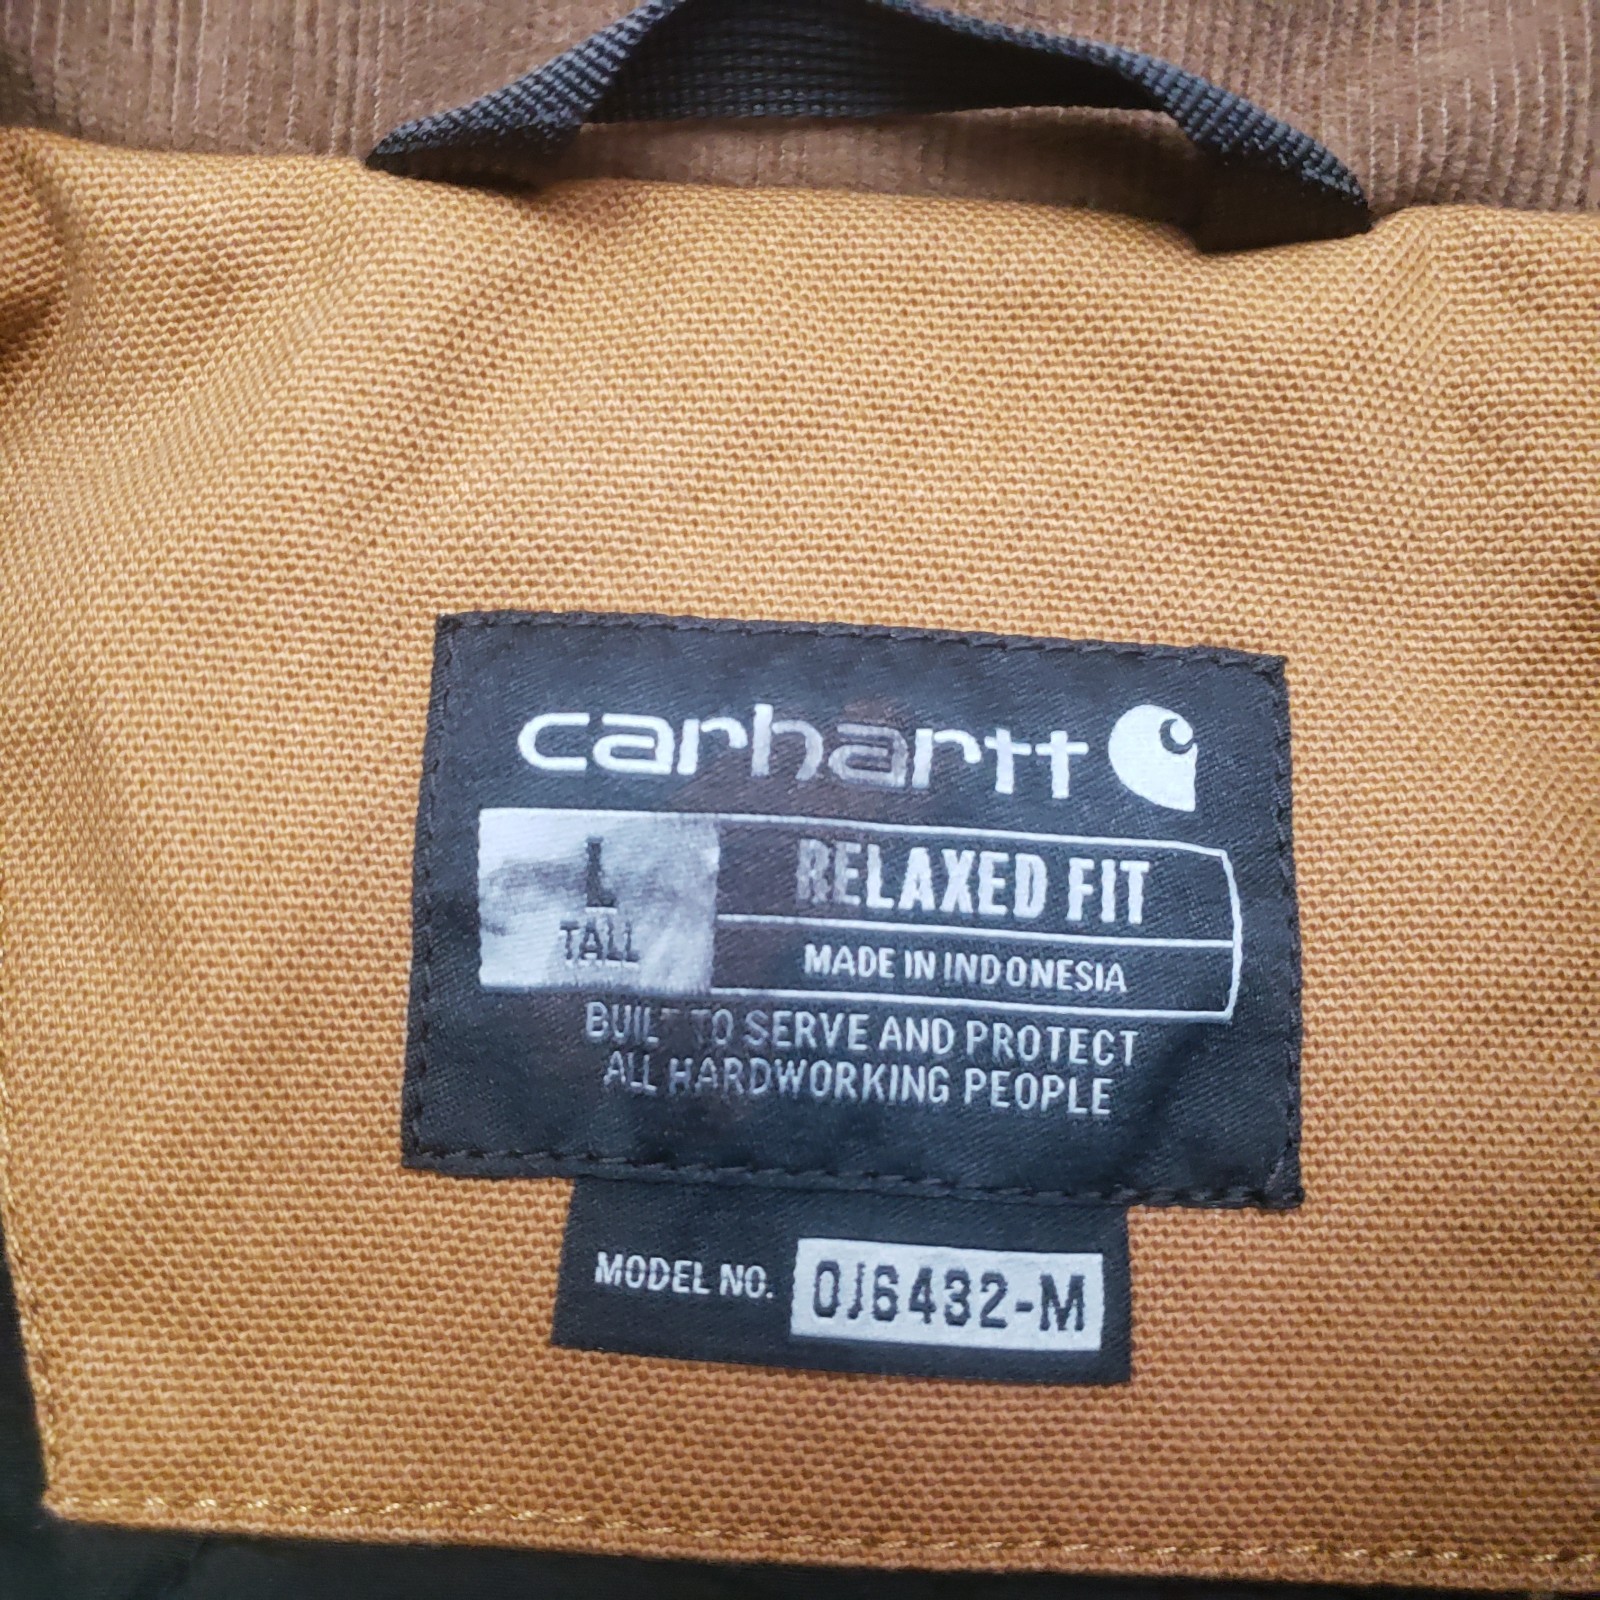 carhartt
L
TALL
RELAXED FIT
MADE IN INDONESIA
BUILT TO SERVE AND PROTECT
ALL HARDWORKING PEOPLE
MODEL NO. 0J6432-M